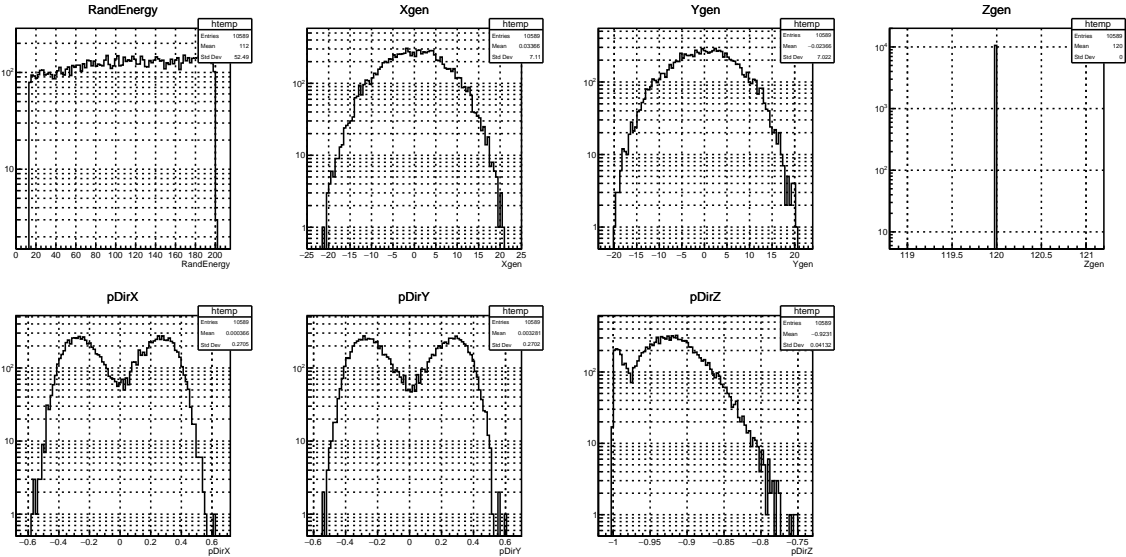 RandEnergy
htemp
Entries 10589
Mean 112
Std Dev 52.49
10²
10
0 20 40 60 80 100 120 140 160 180 200
RandEnergy
Xgen
htemp
Entries 10589
Mean 0.03366
Std Dev 7.11
10²
10
1
−25 −20 −15 −10 −5 0 5 10 15 20 25
Xgen
Ygen
htemp
Entries 10589
Mean −0.02366
Std Dev 7.022
10²
10
1
−20 −15 −10 −5 0 5 10 15 20
Ygen
Zgen
htemp
Entries 10589
Mean 120
Std Dev 0
10⁴
10³
10²
10
119 119.5 120 120.5 121
Zgen
pDirX
htemp
Entries 10589
Mean 0.000366
Std Dev 0.2705
10²
10
1
−0.6 −0.4 −0.2 0 0.2 0.4 0.6
pDirX
pDirY
htemp
Entries 10589
Mean 0.003281
Std Dev 0.2702
10²
10
1
−0.6 −0.4 −0.2 0 0.2 0.4 0.6
pDirY
pDirZ
htemp
Entries 10589
Mean −0.9231
Std Dev 0.04132
10²
10
1
−1 −0.95 −0.9 −0.85 −0.8 −0.75
pDirZ